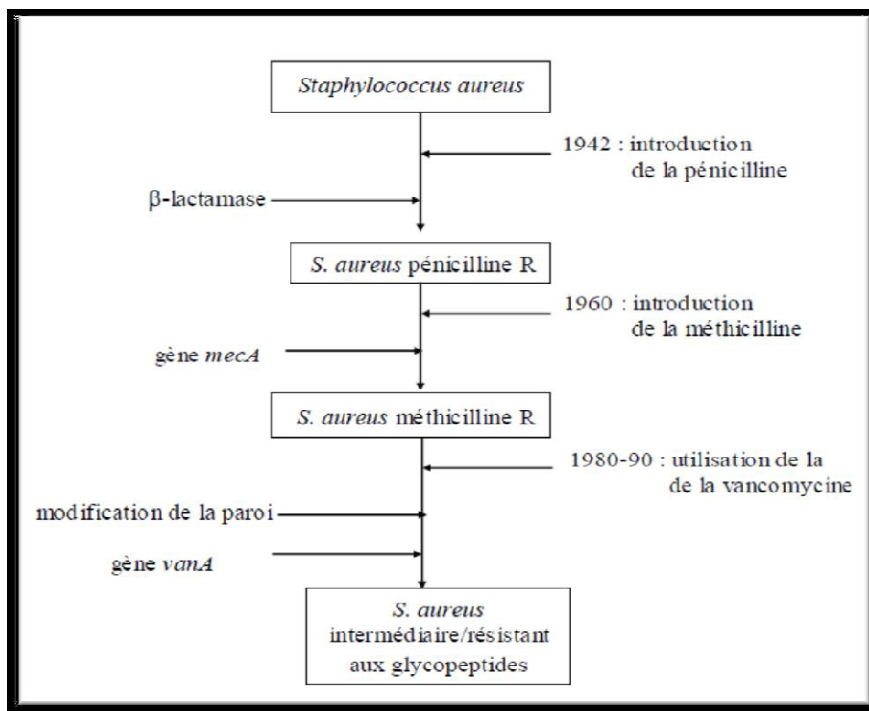 Staphylococcus aureus
1942 : introduction
de la pénicilline
β-lactamase
S. aureus pénicilline R
1960 : introduction
de la méthicilline
gène mecA
S. aureus méthicilline R
1980-90 : utilisation de la
de la vancomycine
modification de la paroi
gène vanA
S. aureus
intermédiaire/résistant
aux glycopeptides